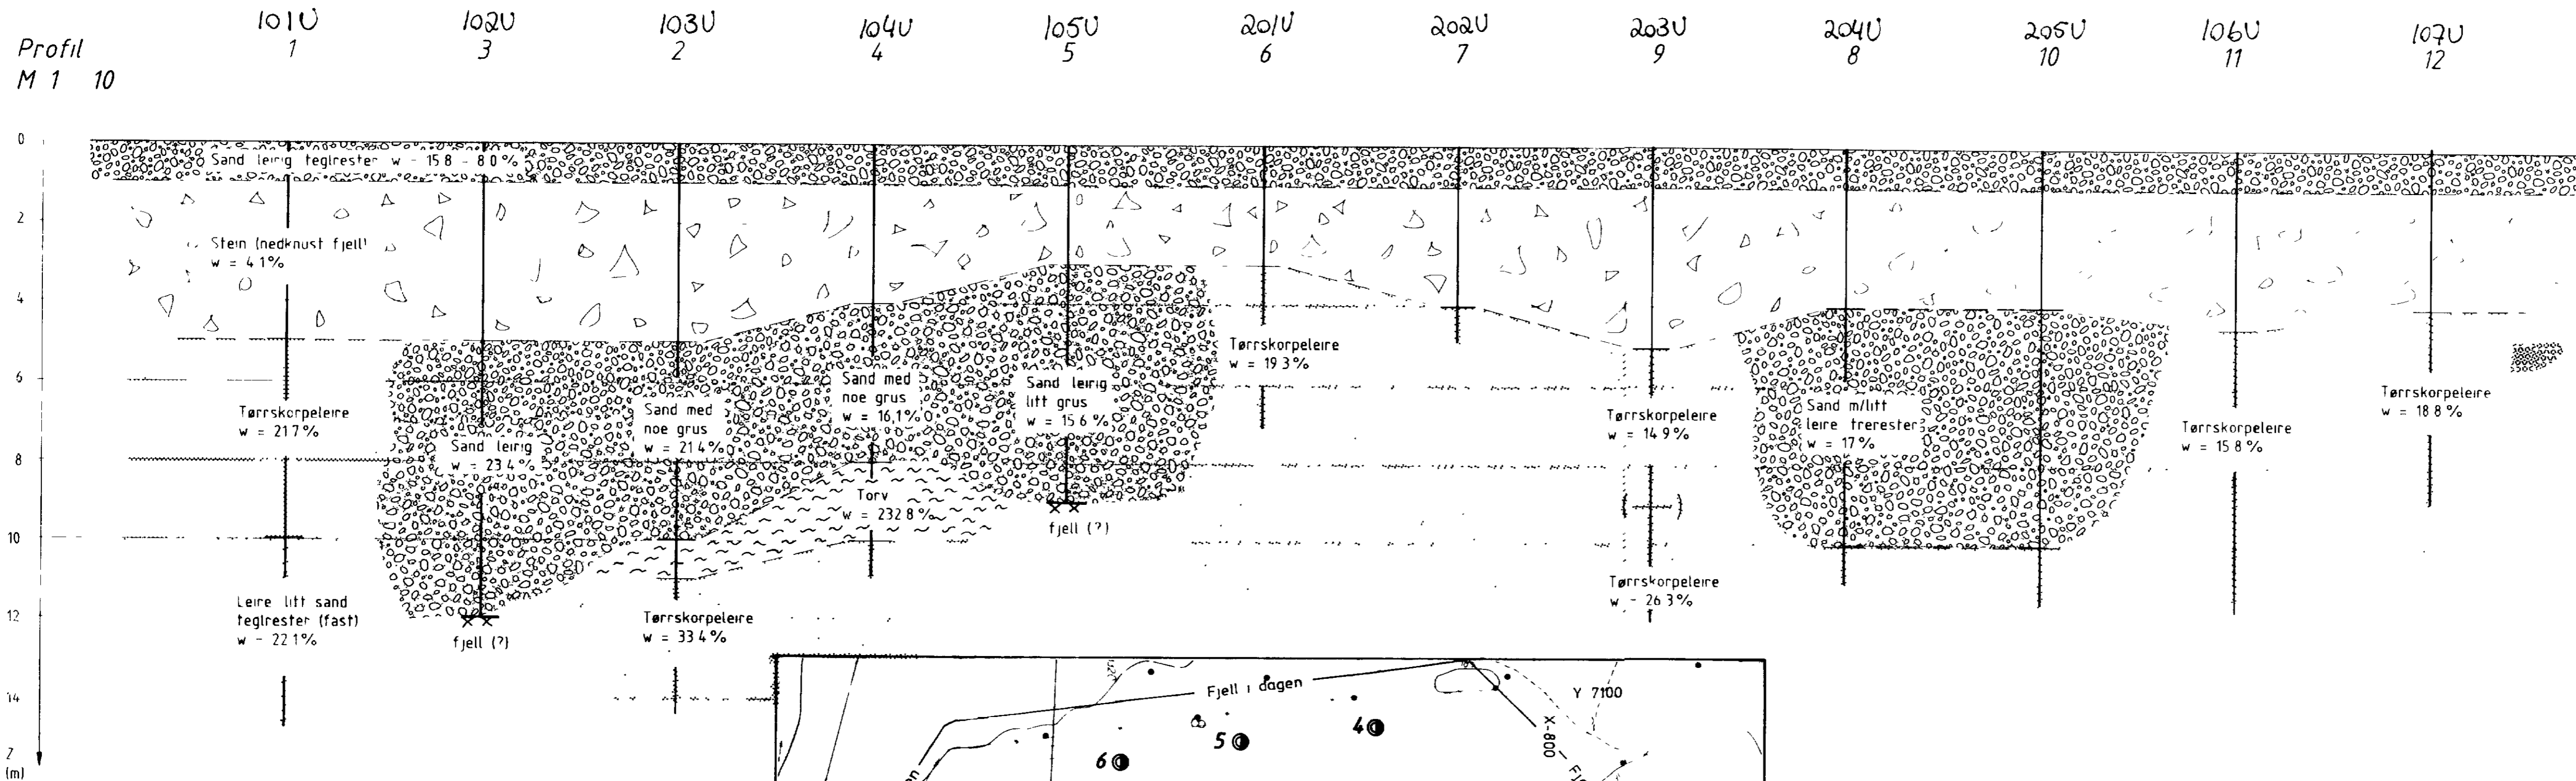 101U 102U 103U 104U 105U 201U 202U 203U 204U 205U 106U 107U
Profil 1 3 2 4 5 6 7 9 8 10 11 12
M 1 10
0
2
4
6
8
10
12
14
Z
(m)
Sand leirig teglrester w - 15 8 - 8 0 %
Stein (nedknust fjell)
w = 4 1 %
Tørrskorpeleire
w = 21 7 %
Leire litt sand
teglrester (fast)
w - 22 1 %
Sand leirig
w = 23 4 %
fjell (?)
Sand med
noe grus
w = 21 4 %
Tørrskorpeleire
w = 33 4 %
Sand med
noe grus
w = 16,1 %
Torv
w = 232 8 %
Sand leirig
litt grus
w = 15 6 %
fjell (?)
Tørrskorpeleire
w = 19 3 %
Tørrskorpeleire
w = 14 9 %
Tørrskorpeleire
w - 26 3 %
Sand m/litt
leire trerester
w = 17 %
Tørrskorpeleire
w = 15 8 %
Tørrskorpeleire
w = 18 8 %
Fjell i dagen
Y 7100
X-800
4
5
6